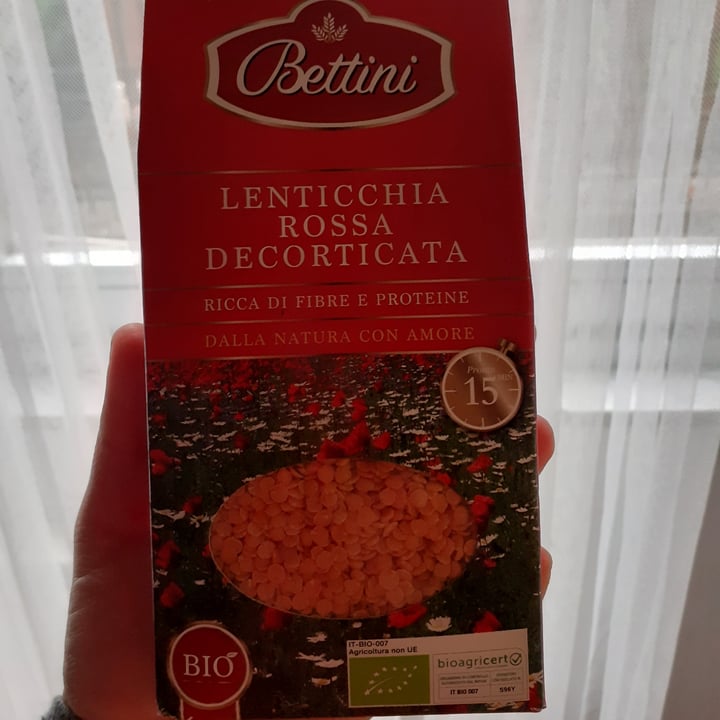 Bettini
LENTICCHIA
ROSSA
DECORTICATA
RICCA DI FIBRE E PROTEINE
DALLA NATURA CON AMORE
15
BIO
IT-BIO-007
Agricoltura non UE
bioagricert
IT BIO 007
S96Y